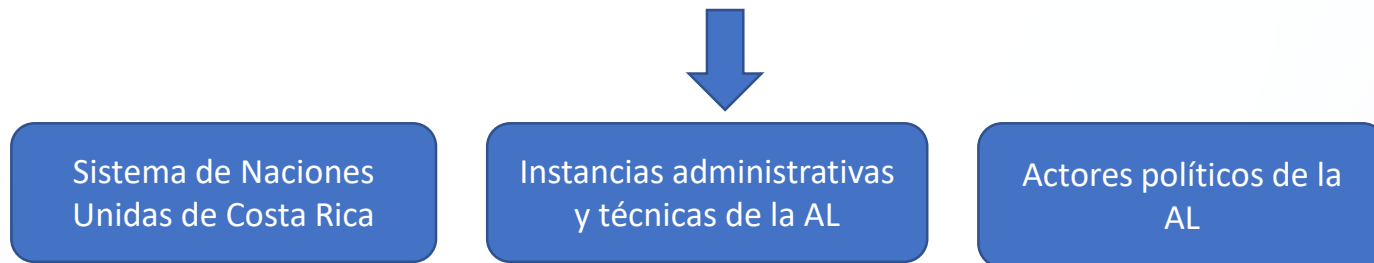 Sistema de Naciones
Unidas de Costa Rica
Instancias administrativas
y técnicas de la AL
Actores políticos de la
AL